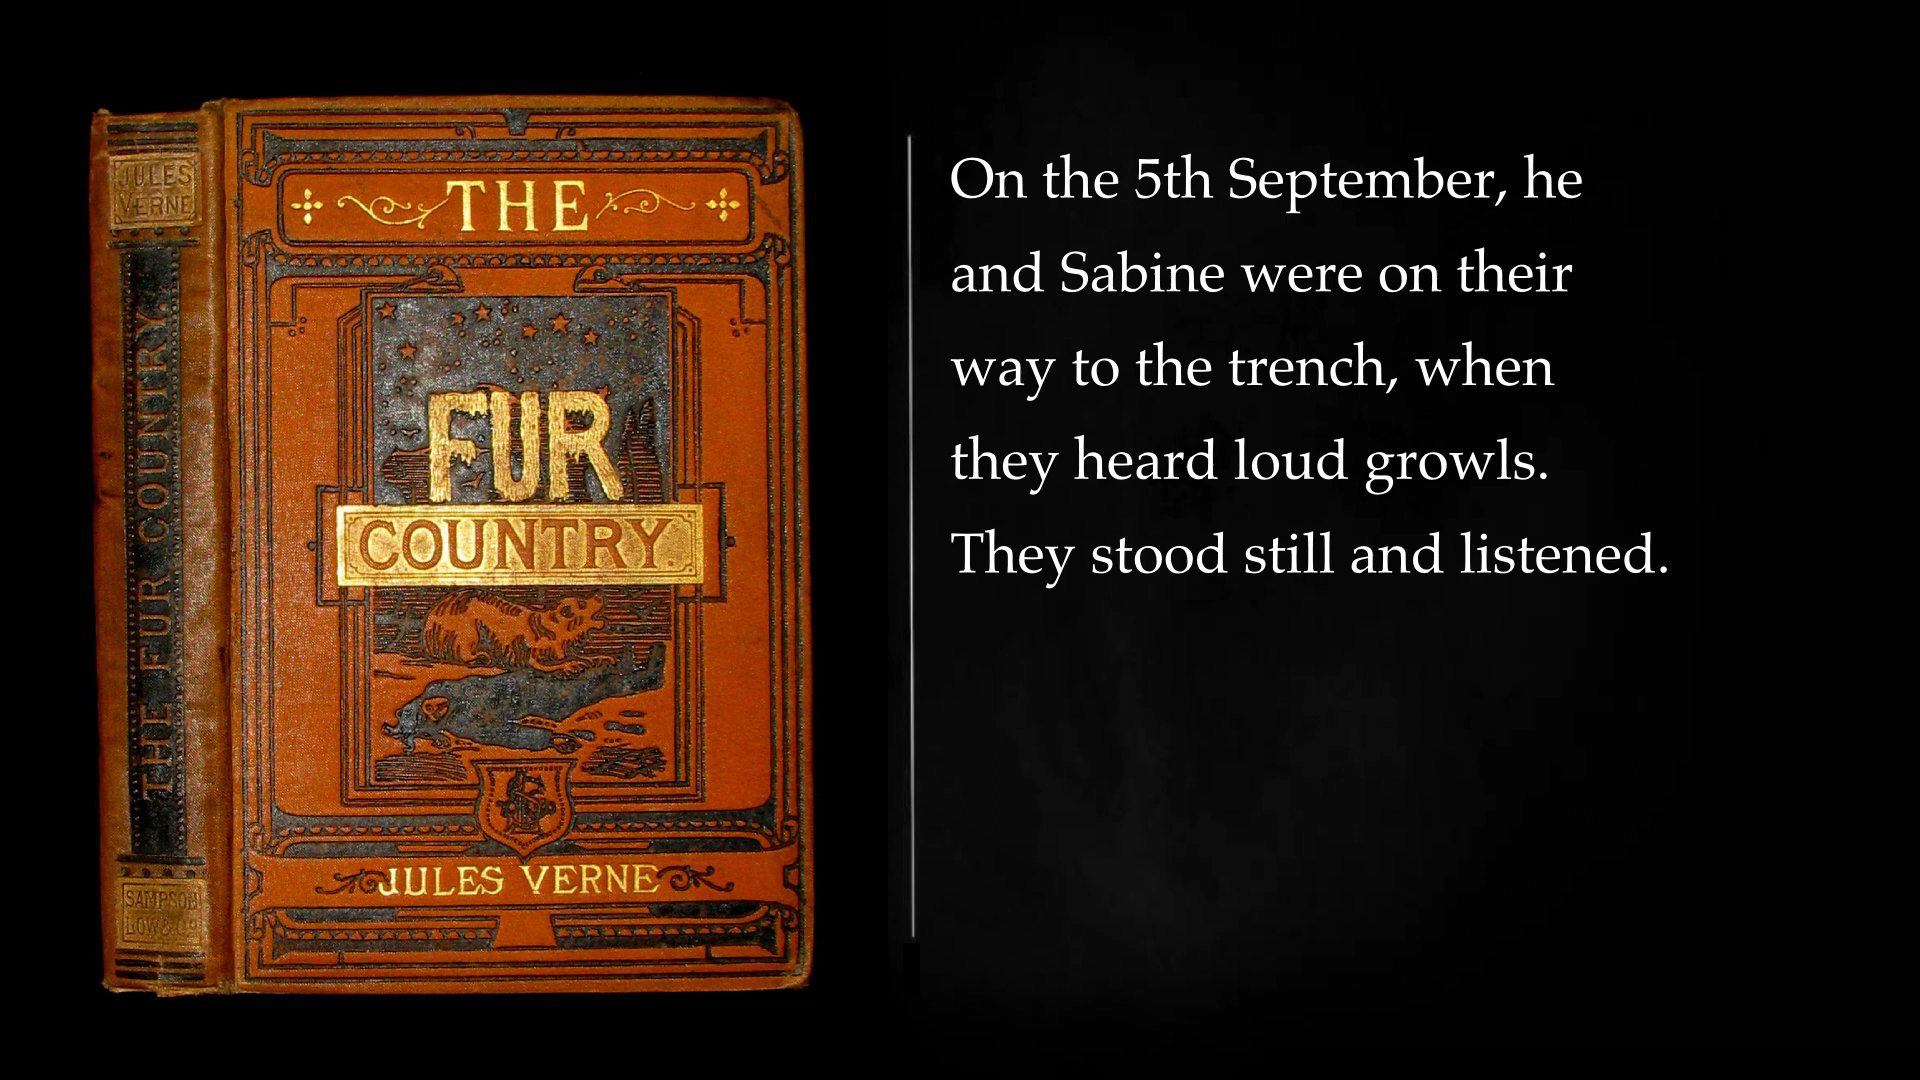 JULES
VERNE
THE FUR COUNTRY.
SAMPSON
LOW & Co
THE
FUR
COUNTRY.
JULES VERNE
On the 5th September, he
and Sabine were on their
way to the trench, when
they heard loud growls.
They stood still and listened.